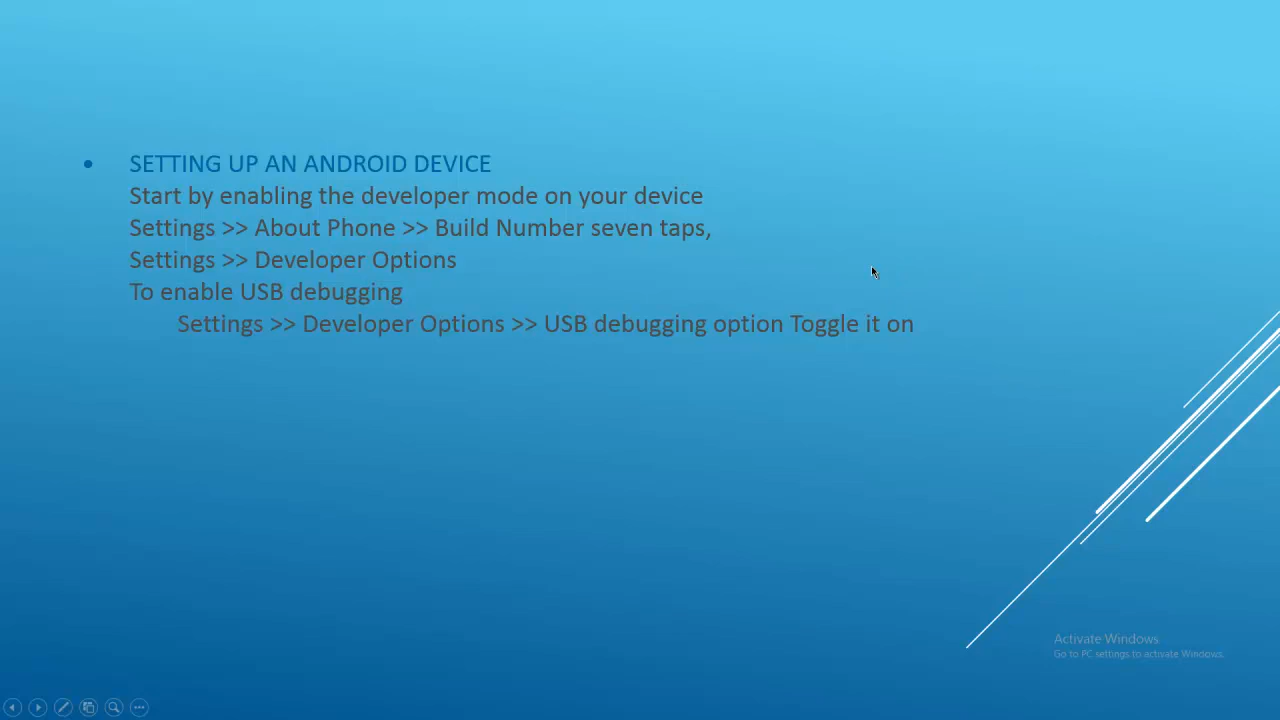 • SETTING UP AN ANDROID DEVICE
Start by enabling the developer mode on your device
Settings >> About Phone >> Build Number seven taps,
Settings >> Developer Options
To enable USB debugging
Settings >> Developer Options >> USB debugging option Toggle it on
Activate Windows
Go to PC settings to activate Windows.